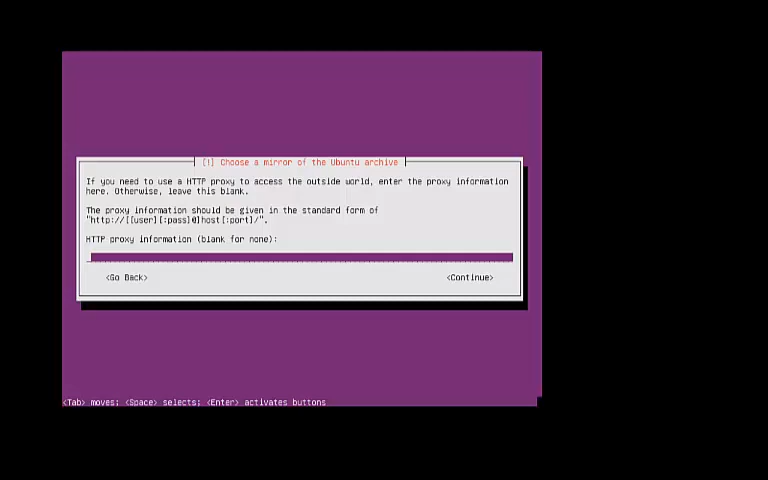 [!] Choose a mirror of the Ubuntu archive
If you need to use a HTTP proxy to access the outside world, enter the proxy information
here. Otherwise, leave this blank.
The proxy information should be given in the standard form of
"http://[[user][:pass]@]host[:port]/".
HTTP proxy information (blank for none):
<Go Back> <Continue>
<Tab> moves; <Space> selects; <Enter> activates buttons